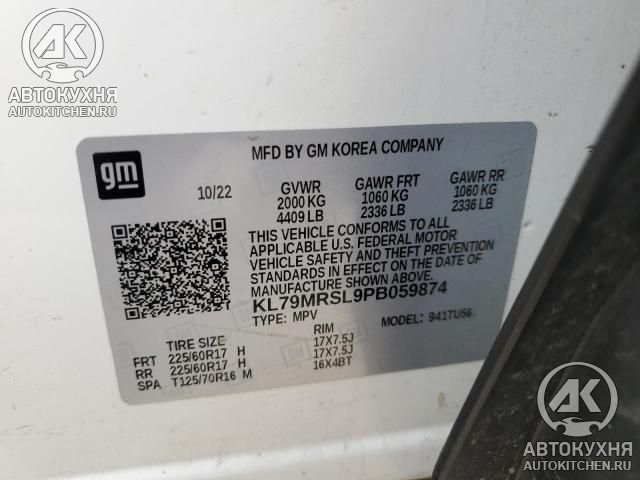 AK
АВТОКУХНЯ
AUTOKITCHEN.RU
gm
MFD BY GM KOREA COMPANY
10/22
GVWR GAWR FRT GAWR RR
2000 KG 1060 KG 1060 KG
4409 LB 2336 LB 2336 LB
THIS VEHICLE CONFORMS TO ALL
APPLICABLE U.S. FEDERAL MOTOR
VEHICLE SAFETY AND THEFT PREVENTION
STANDARDS IN EFFECT ON THE DATE OF
MANUFACTURE SHOWN ABOVE.
KL79MRSL9PB059874
TYPE: MPV MODEL: 941TU56
TIRE SIZE RIM
FRT 225/60R17 H 17X7.5J
RR 225/60R17 H 17X7.5J
SPA T125/70R16 M 16X4BT
AK
АВТОКУХНЯ
AUTOKITCHEN.RU